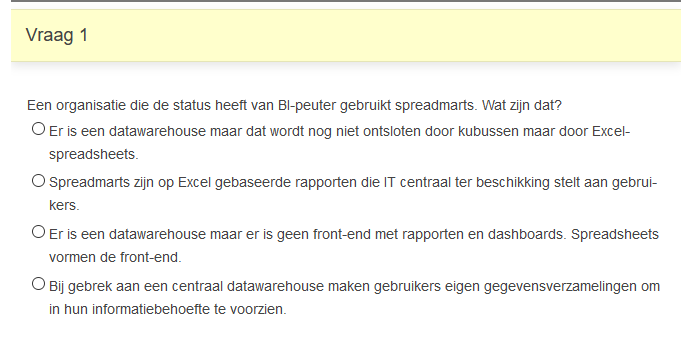 Vraag 1
Een organisatie die de status heeft van BI-peuter gebruikt spreadmarts. Wat zijn dat?
Er is een datawarehouse maar dat wordt nog niet ontsloten door kubussen maar door Excel-
spreadsheets.
Spreadmarts zijn op Excel gebaseerde rapporten die IT centraal ter beschikking stelt aan gebrui-
kers.
Er is een datawarehouse maar er is geen front-end met rapporten en dashboards. Spreadsheets
vormen de front-end.
Bij gebrek aan een centraal datawarehouse maken gebruikers eigen gegevensverzamelingen om
in hun informatiebehoefte te voorzien.